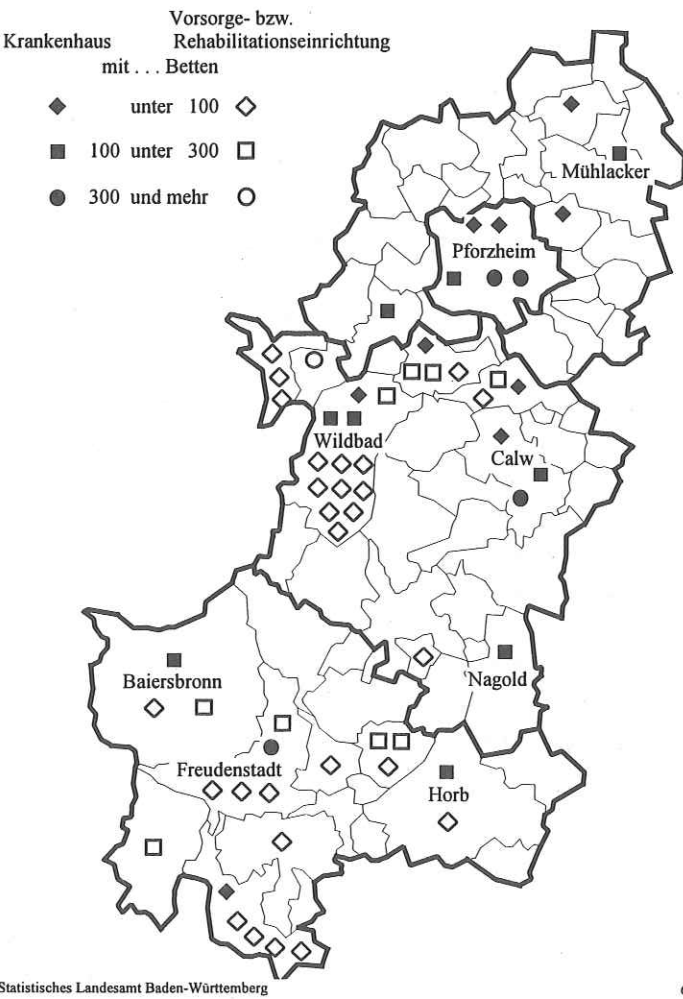 Vorsorge- bzw.
Krankenhaus Rehabilitationseinrichtung
mit . . . Betten
unter 100
100 unter 300
300 und mehr
Mühlacker
Pforzheim
Wildbad
Calw
Nagold
Baiersbronn
Freudenstadt
Horb
Statistisches Landesamt Baden-Württemberg